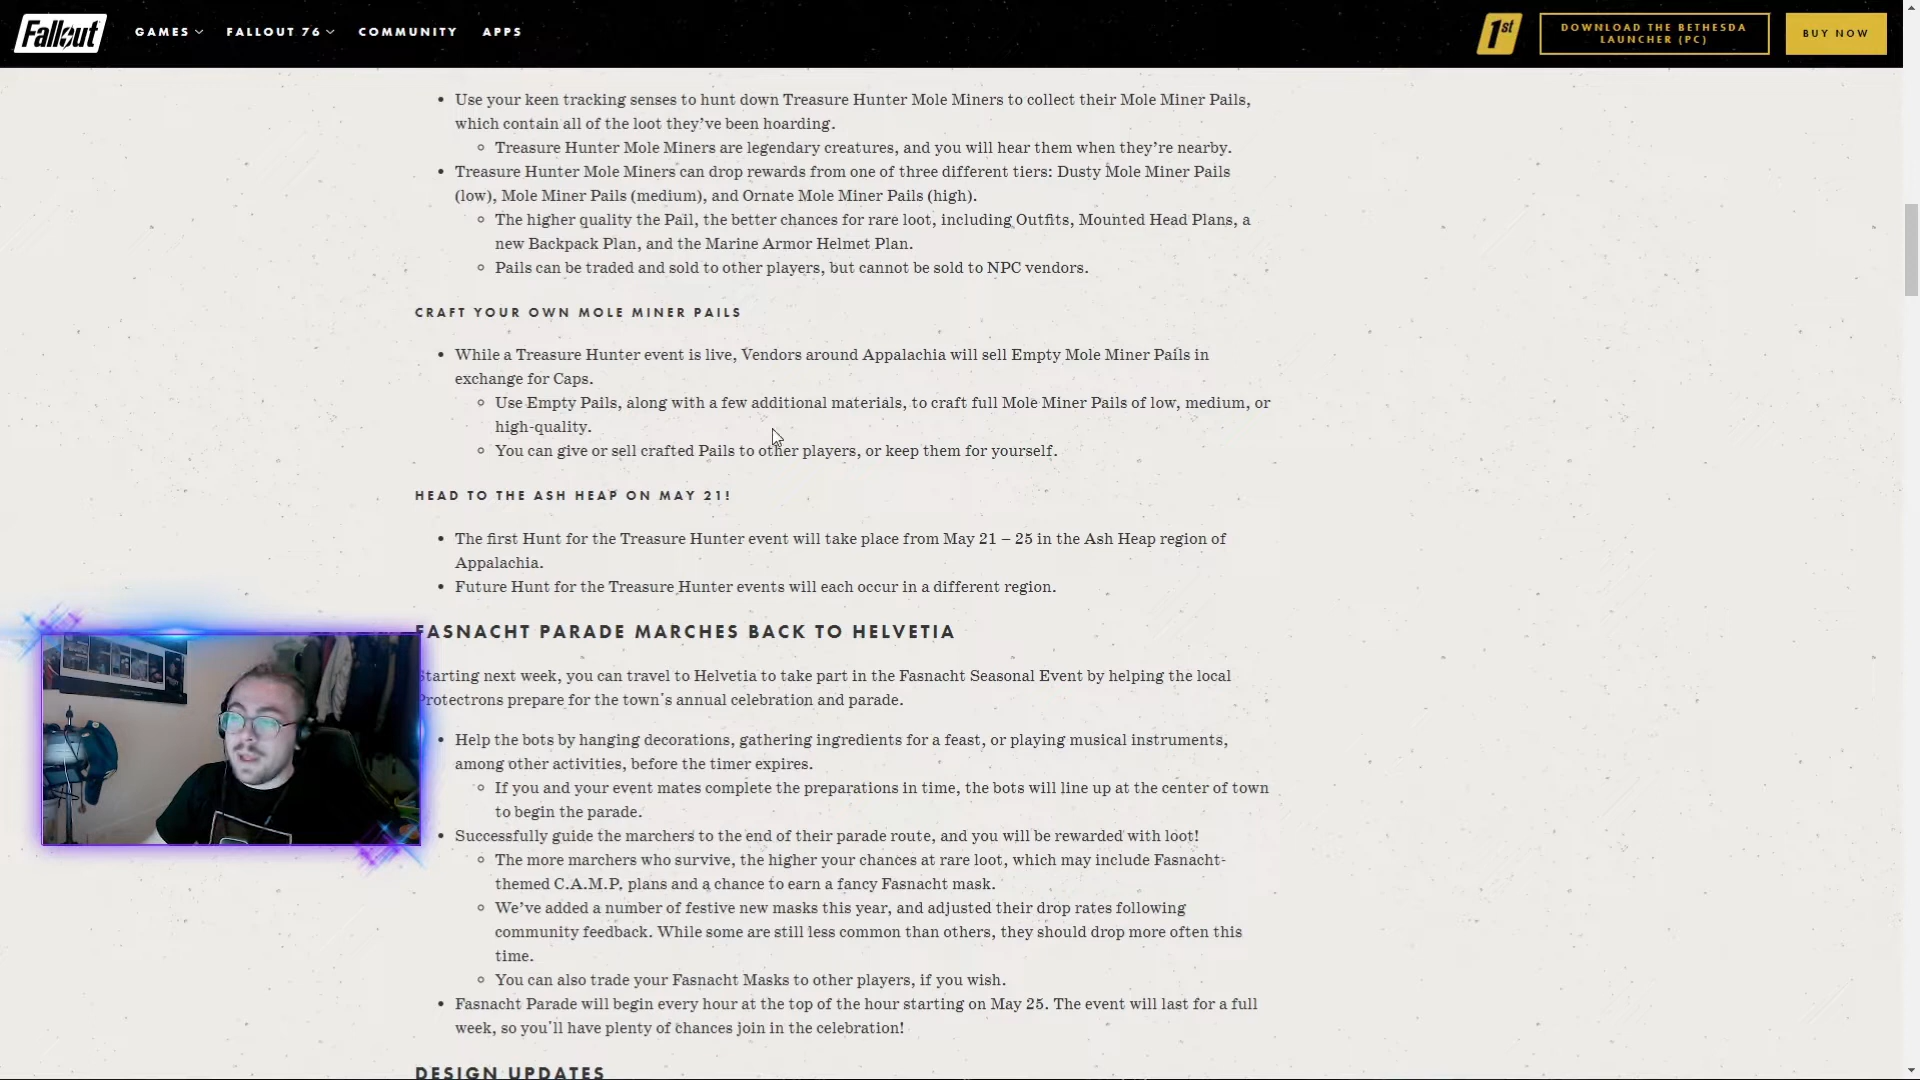 Fallout
GAMES
FALLOUT 76
COMMUNITY
APPS
1st
DOWNLOAD THE BETHESDA
LAUNCHER (PC)
BUY NOW
• Use your keen tracking senses to hunt down Treasure Hunter Mole Miners to collect their Mole Miner Pails,
which contain all of the loot they’ve been hoarding.
◦ Treasure Hunter Mole Miners are legendary creatures, and you will hear them when they’re nearby.
• Treasure Hunter Mole Miners can drop rewards from one of three different tiers: Dusty Mole Miner Pails
(low), Mole Miner Pails (medium), and Ornate Mole Miner Pails (high).
◦ The higher quality the Pail, the better chances for rare loot, including Outfits, Mounted Head Plans, a
new Backpack Plan, and the Marine Armor Helmet Plan.
◦ Pails can be traded and sold to other players, but cannot be sold to NPC vendors.
CRAFT YOUR OWN MOLE MINER PAILS
• While a Treasure Hunter event is live, Vendors around Appalachia will sell Empty Mole Miner Pails in
exchange for Caps.
◦ Use Empty Pails, along with a few additional materials, to craft full Mole Miner Pails of low, medium, or
high-quality.
◦ You can give or sell crafted Pails to other players, or keep them for yourself.
HEAD TO THE ASH HEAP ON MAY 21!
• The first Hunt for the Treasure Hunter event will take place from May 21 – 25 in the Ash Heap region of
Appalachia.
• Future Hunt for the Treasure Hunter events will each occur in a different region.
FASNACHT PARADE MARCHES BACK TO HELVETIA
Starting next week, you can travel to Helvetia to take part in the Fasnacht Seasonal Event by helping the local
Protectrons prepare for the town’s annual celebration and parade.
• Help the bots by hanging decorations, gathering ingredients for a feast, or playing musical instruments,
among other activities, before the timer expires.
◦ If you and your event mates complete the preparations in time, the bots will line up at the center of town
to begin the parade.
• Successfully guide the marchers to the end of their parade route, and you will be rewarded with loot!
◦ The more marchers who survive, the higher your chances at rare loot, which may include Fasnacht-
themed C.A.M.P. plans and a chance to earn a fancy Fasnacht mask.
◦ We’ve added a number of festive new masks this year, and adjusted their drop rates following
community feedback. While some are still less common than others, they should drop more often this
time.
◦ You can also trade your Fasnacht Masks to other players, if you wish.
• Fasnacht Parade will begin every hour at the top of the hour starting on May 25. The event will last for a full
week, so you’ll have plenty of chances join in the celebration!
DESIGN UPDATES